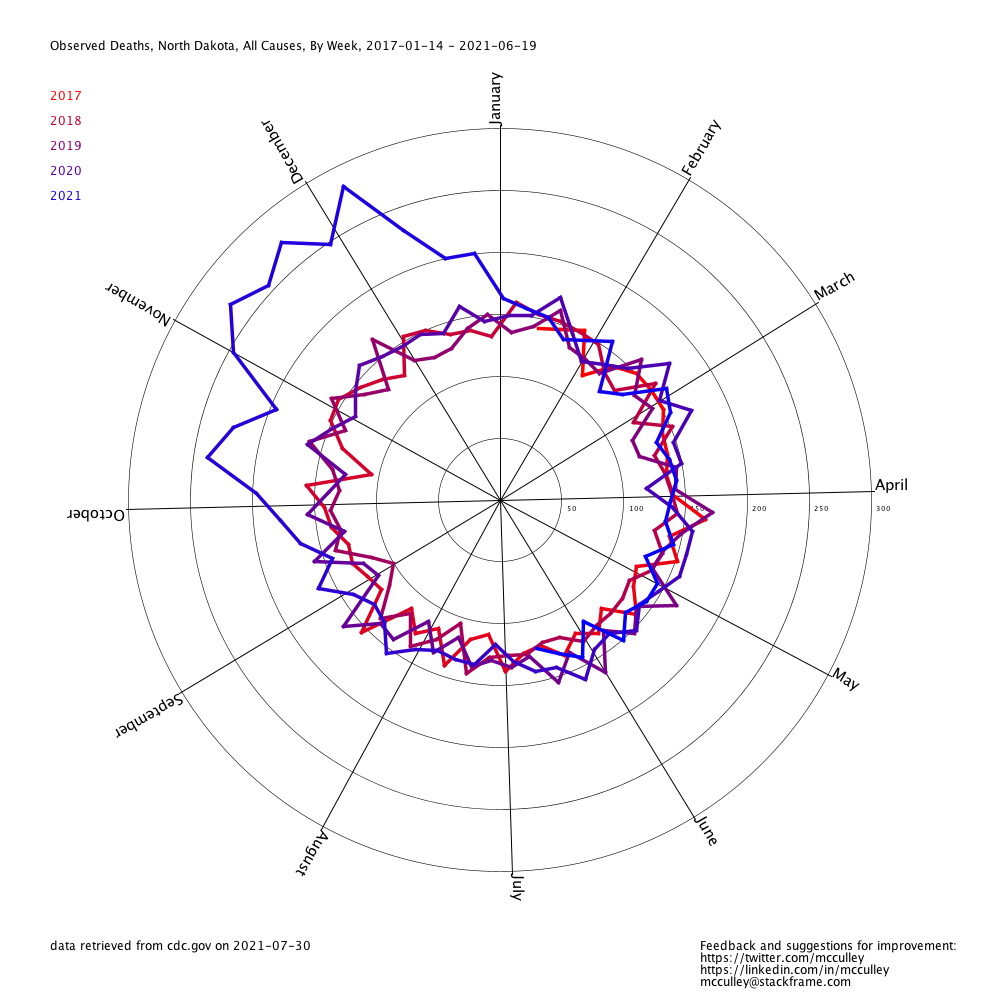 Observed Deaths, North Dakota, All Causes, By Week, 2017-01-14 - 2021-06-19
2017
2018
2019
2020
2021
January
February
March
April
May
June
July
August
September
October
November
December
50
100
150
200
250
300
data retrieved from cdc.gov on 2021-07-30
Feedback and suggestions for improvement:
https://twitter.com/mcculley
https://linkedin.com/in/mcculley
mcculley@stackframe.com